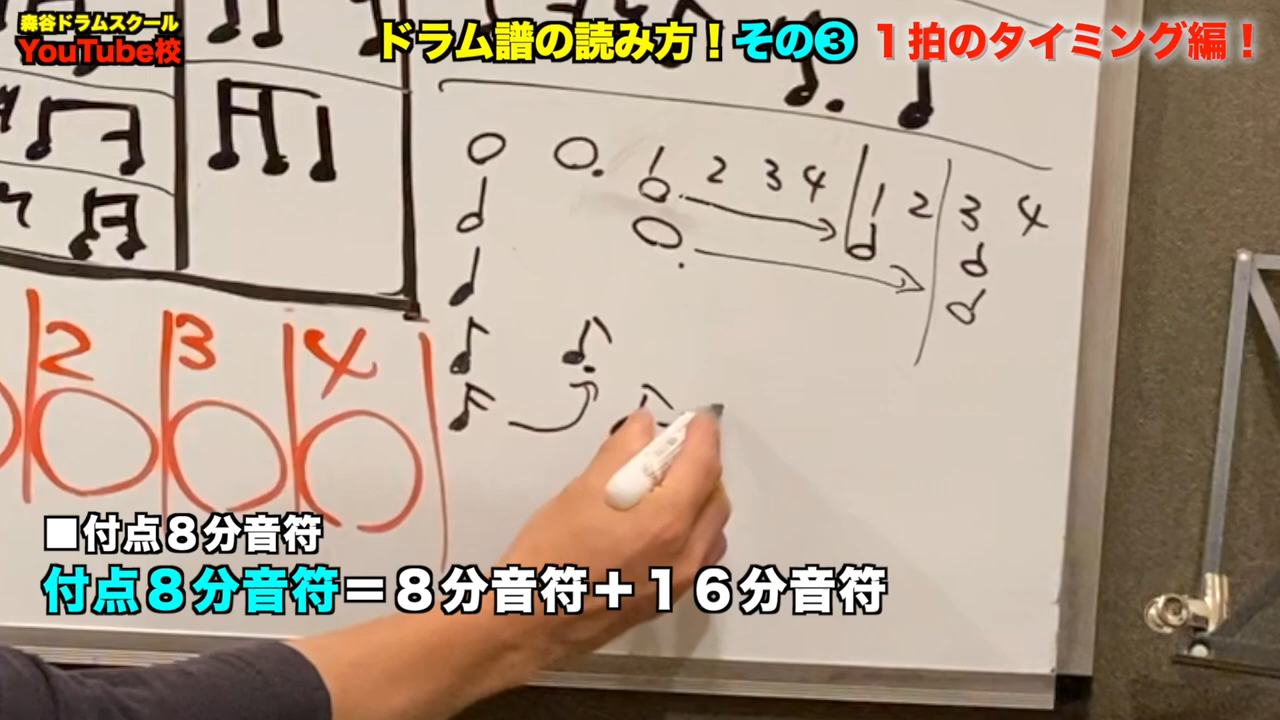 森谷ドラムスクール
YouTube校
ドラム譜の読み方！その❸ １拍のタイミング編！
1 2 3 4 1 2 3 4
2 3 4
■付点８分音符
付点８分音符＝８分音符＋１６分音符